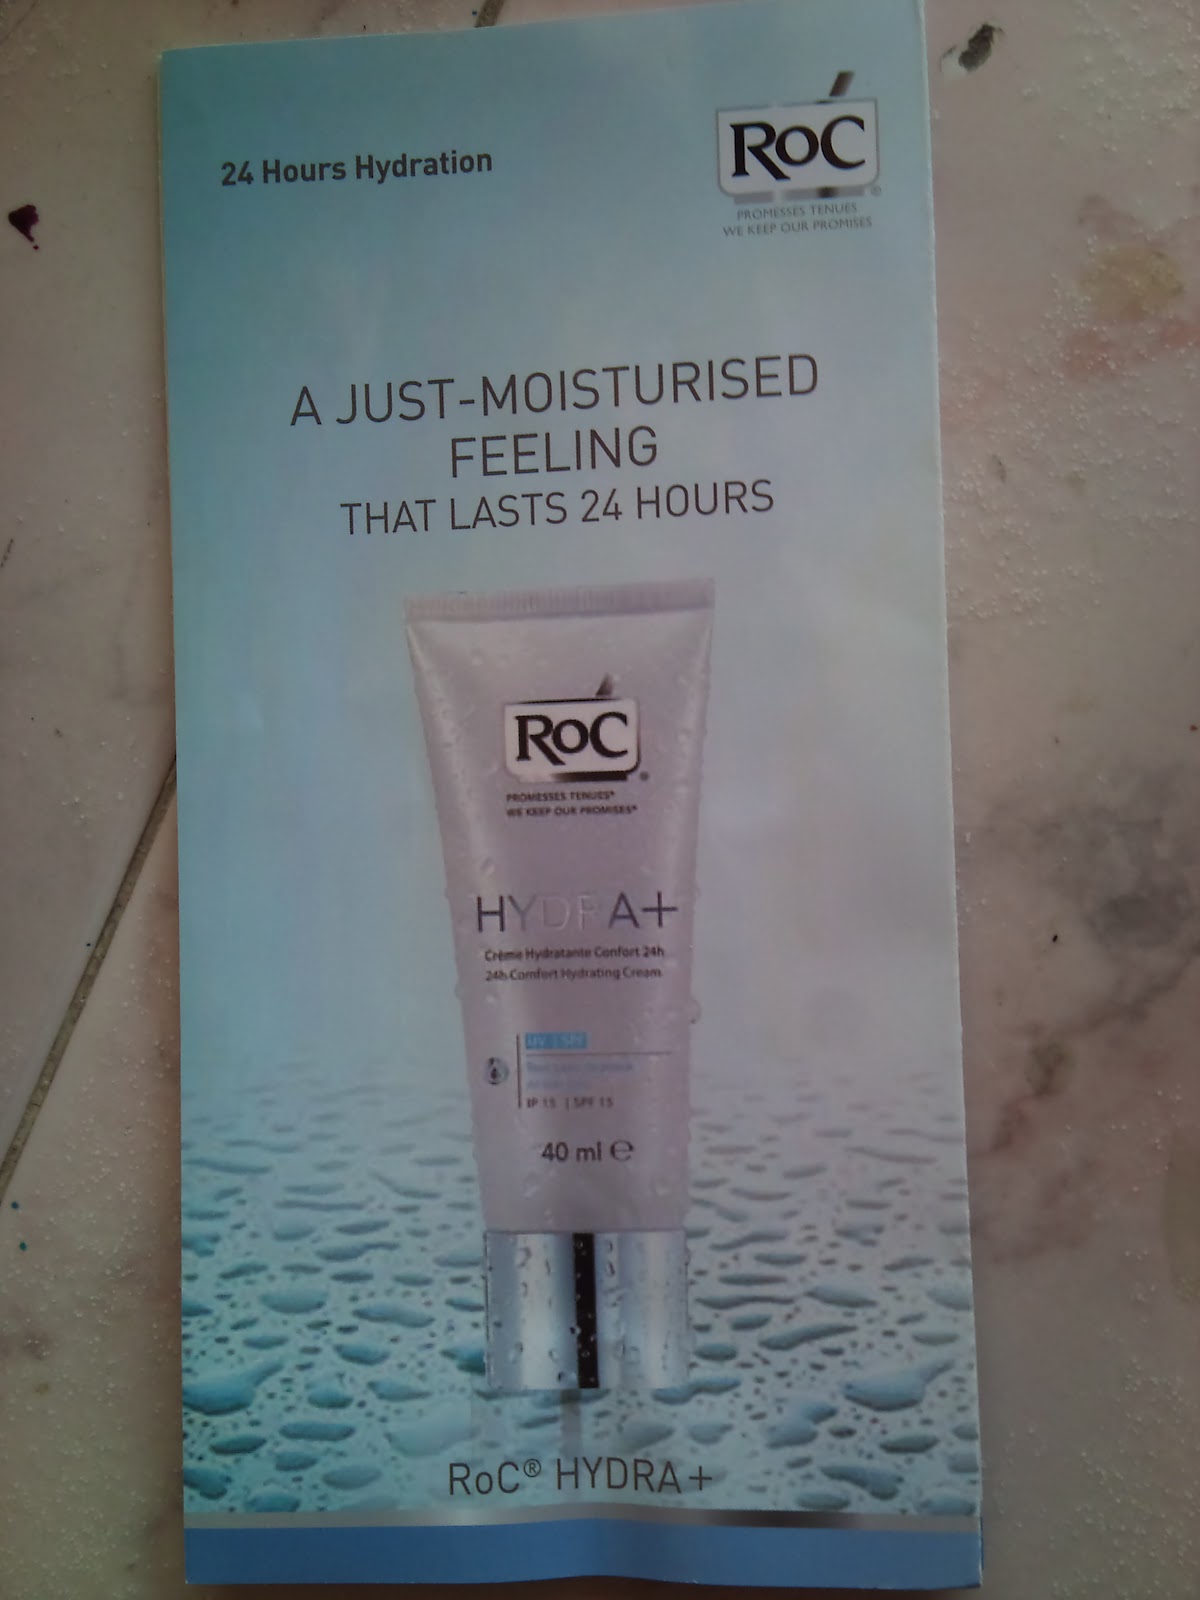 24 Hours Hydration
RoC®
PROMESSES TENUES
WE KEEP OUR PROMISES
A JUST-MOISTURISED
FEELING
THAT LASTS 24 HOURS
RoC®
PROMESSES TENUES*
WE KEEP OUR PROMISES*
HYDRA+
Crème Hydratante Confort 24h
24h Comfort Hydrating Cream
UV | SPF
IP 15 | SPF 15
40 ml e
RoC® HYDRA+